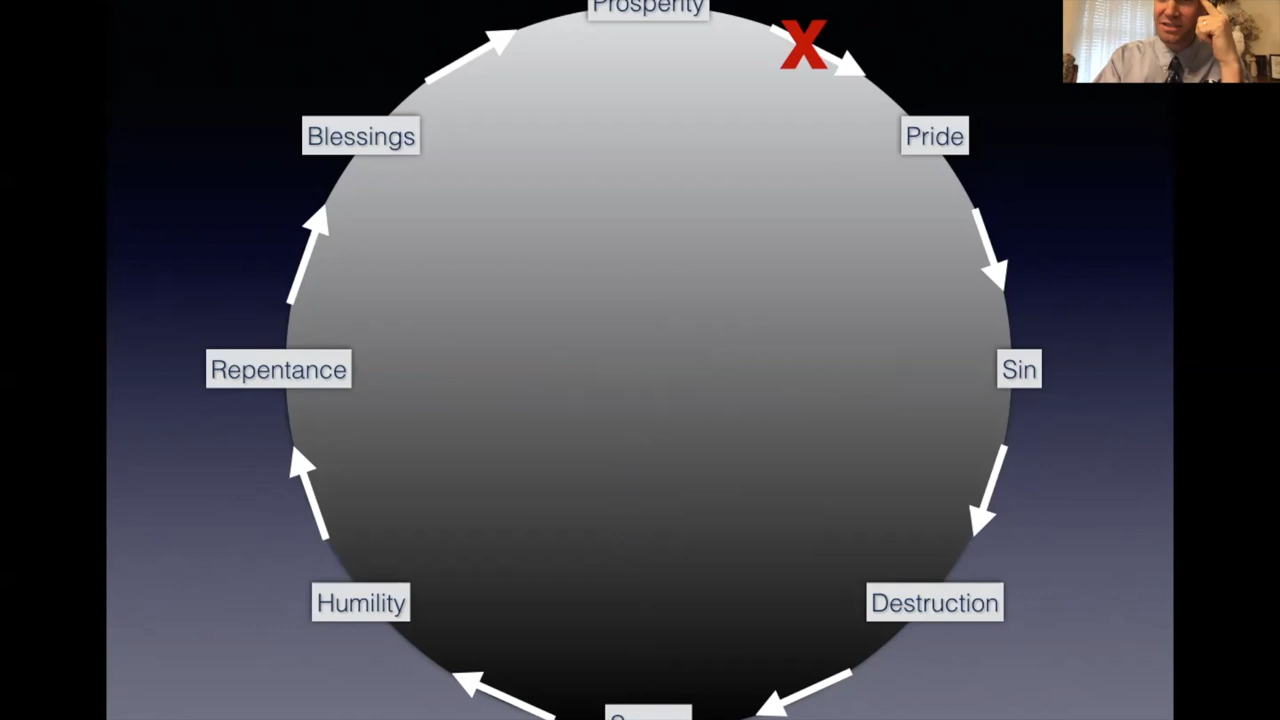 Prosperity
X
Blessings
Pride
Repentance
Sin
Humility
Destruction